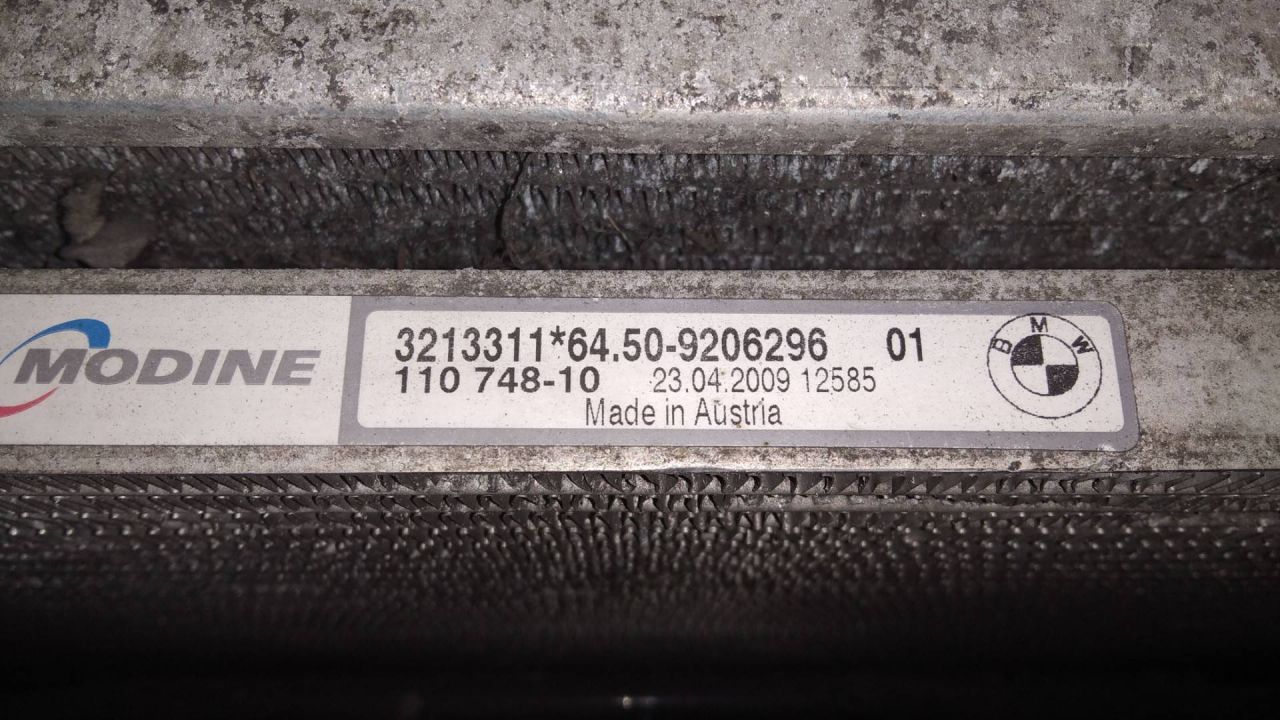 MODINE
3213311*64.50-9206296 01
110 748-10 23.04.2009 12585
Made in Austria
BMW